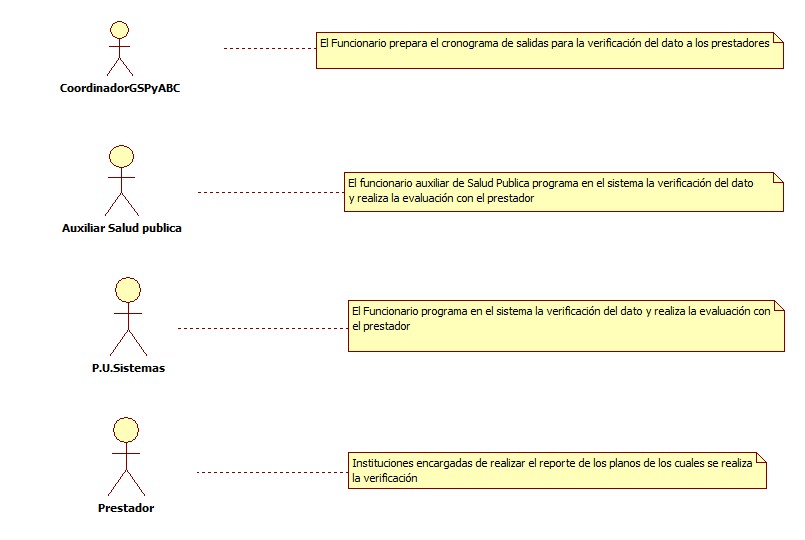 El Funcionario prepara el cronograma de salidas para la verificación del dato a los prestadores
CoordinadorGSPyABC
El funcionario auxiliar de Salud Publica programa en el sistema la verificación del dato
y realiza la evaluación con el prestador
Auxiliar Salud publica
El Funcionario programa en el sistema la verificación del dato y realiza la evaluación con
el prestador
P.U.Sistemas
Instituciones encargadas de realizar el reporte de los planos de los cuales se realiza
la verificación
Prestador